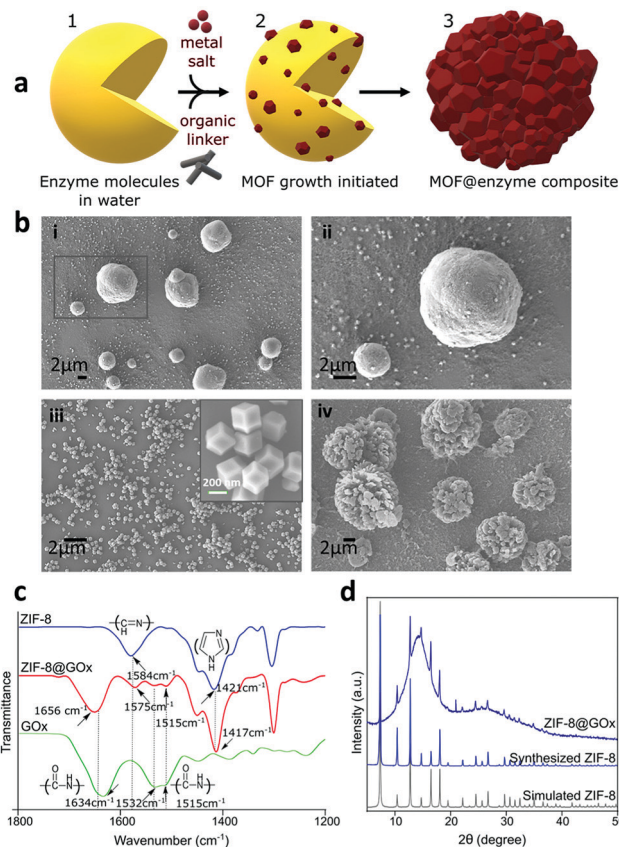 1
metal
salt
2
3
a
organic
linker
Enzyme molecules
in water
MOF growth initiated
MOF@enzyme composite
b
i
2μm
ii
2μm
iii
200 nm
2μm
iv
2μm
c
ZIF-8
(C=N)
H
N
N
H
1584cm-1
1421cm-1
ZIF-8@GOx
1656 cm-1
1575cm-1
1515cm-1
1417cm-1
GOx
O
(C-N)
H
1634cm-1
1532cm-1
O
(C-N)
H
1515cm-1
Transmittance
1800
1600
1400
1200
Wavenumber (cm-1)
d
Intensity (a.u.)
ZIF-8@GOx
Synthesized ZIF-8
Simulated ZIF-8
10
20
30
40
50
2θ (degree)